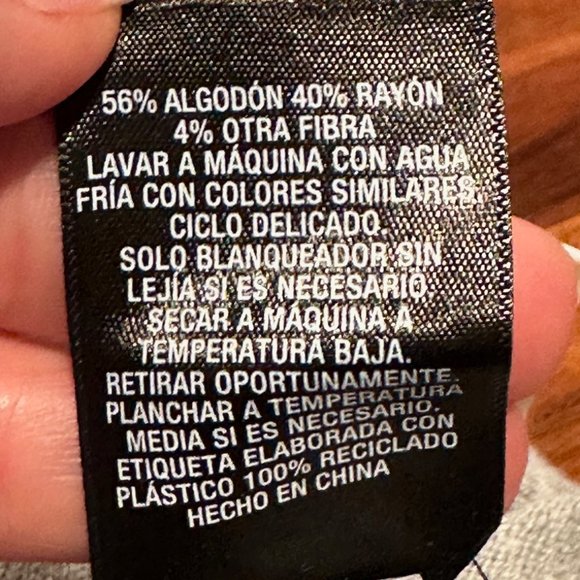 56% ALGODÓN 40% RAYÓN
4% OTRA FIBRA
LAVAR A MÁQUINA CON AGUA
FRÍA CON COLORES SIMILARES.
CICLO DELICADO.
SOLO BLANQUEADOR SIN
LEJÍA SI ES NECESARIO
SECAR A MÁQUINA A
TEMPERATURA BAJA.
RETIRAR OPORTUNAMENTE.
PLANCHAR A TEMPERATURA
MEDIA SI ES NECESARIO.
ETIQUETA ELABORADA CON
PLÁSTICO 100% RECICLADO
HECHO EN CHINA